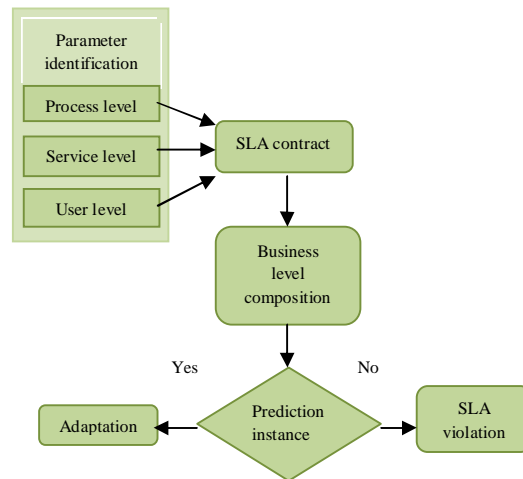 Parameter
identification
Process level
Service level
User level
SLA contract
Business
level
composition
Yes
No
Prediction
instance
Adaptation
SLA
violation